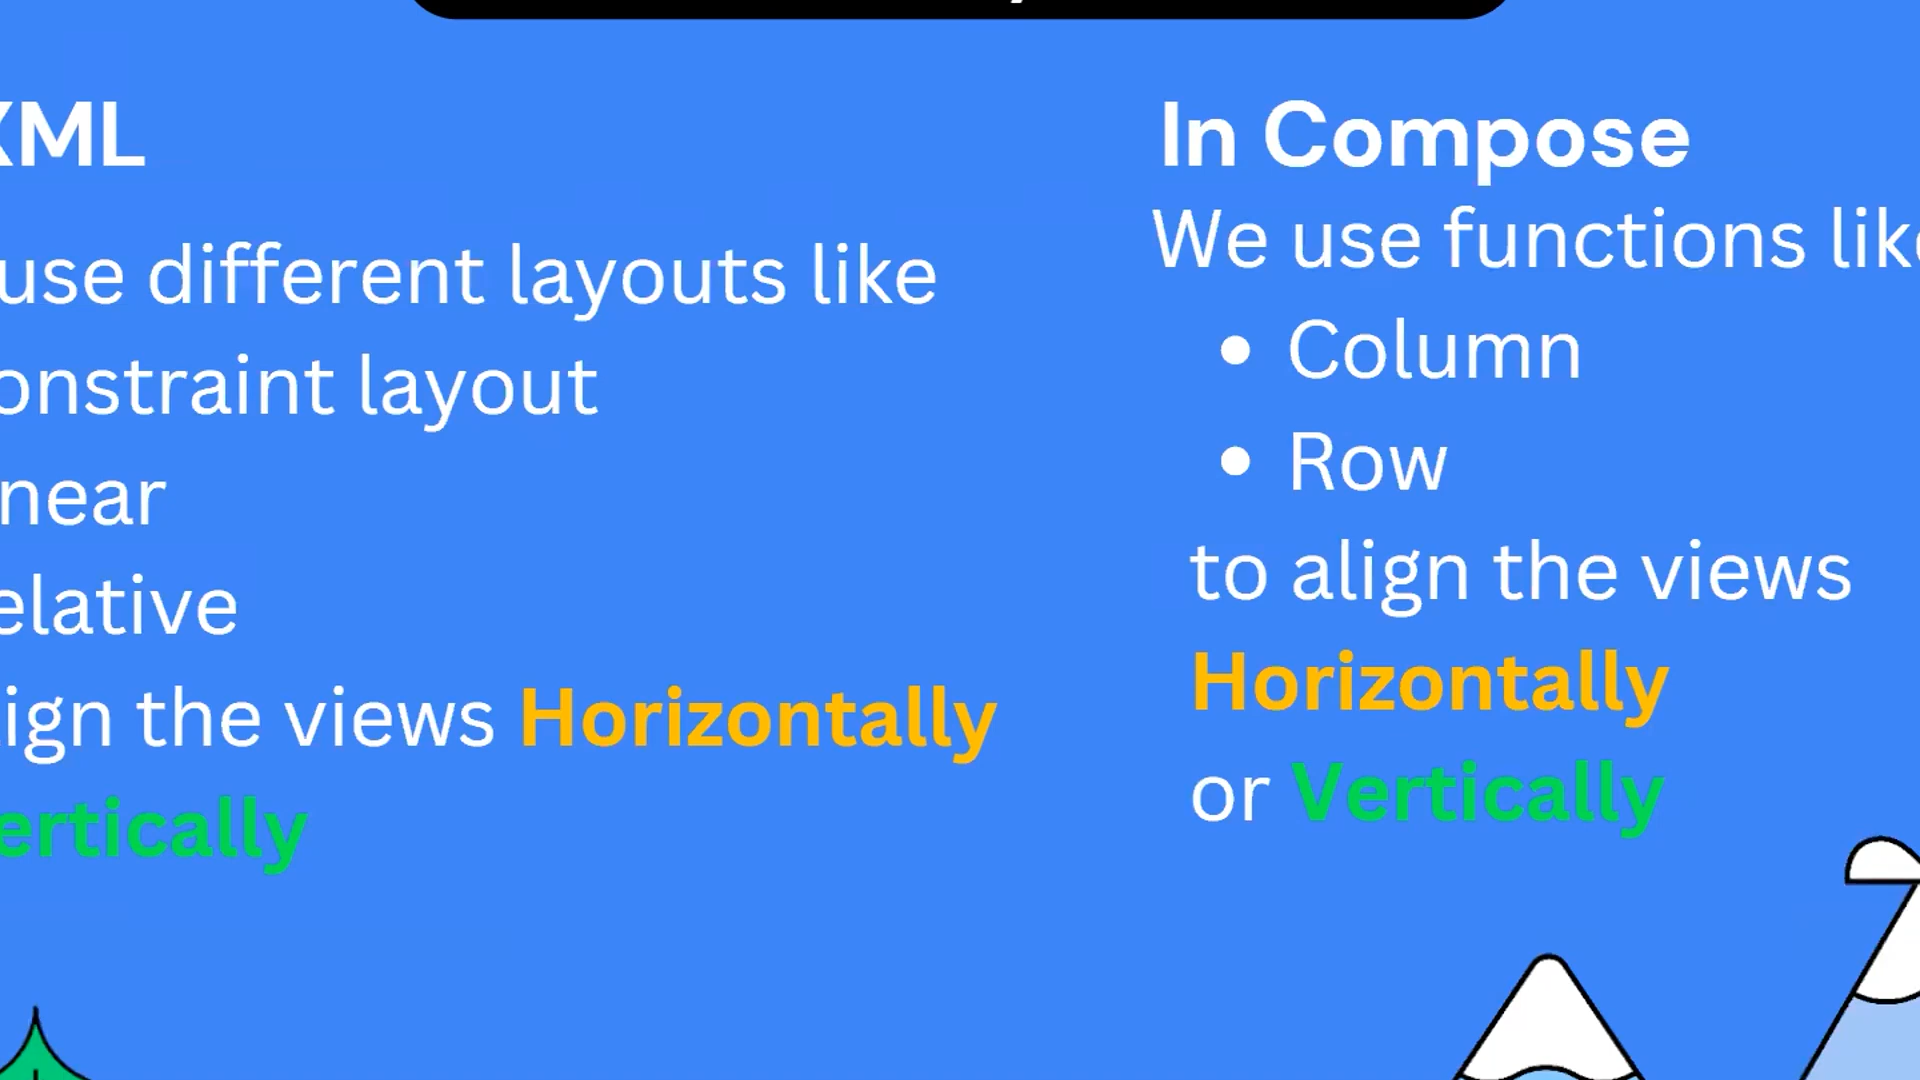 XML
use different layouts like
onstraint layout
near
elative
ign the views Horizontally
ertically
In Compose
We use functions like
• Column
• Row
to align the views
Horizontally
or Vertically